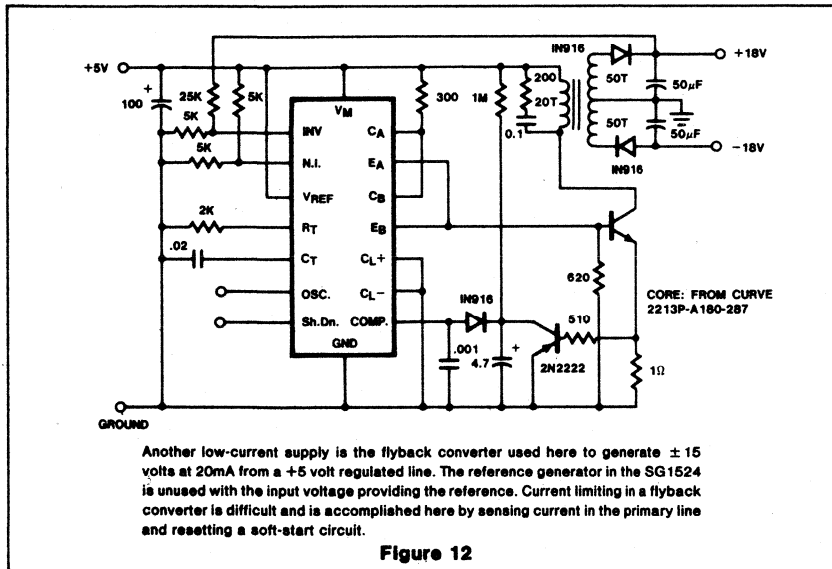 +5V
+
100
25K
5K
5K
5K
2K
.02
VM
INV
N.I.
VREF
RT
CT
OSC.
Sh.Dn.
CA
EA
CB
EB
CL+
CL-
COMP.
GND
300
1M
200
20T
0.1
IN916
50T
50T
50µF
50µF
+18V
-18V
IN916
IN916
.001
4.7
+
2N2222
510
620
1Ω
CORE: FROM CURVE
2213P-A180-287
GROUND
Another low-current supply is the flyback converter used here to generate ± 15
volts at 20mA from a +5 volt regulated line. The reference generator in the SG1524
is unused with the input voltage providing the reference. Current limiting in a flyback
converter is difficult and is accomplished here by sensing current in the primary line
and resetting a soft-start circuit.
Figure 12